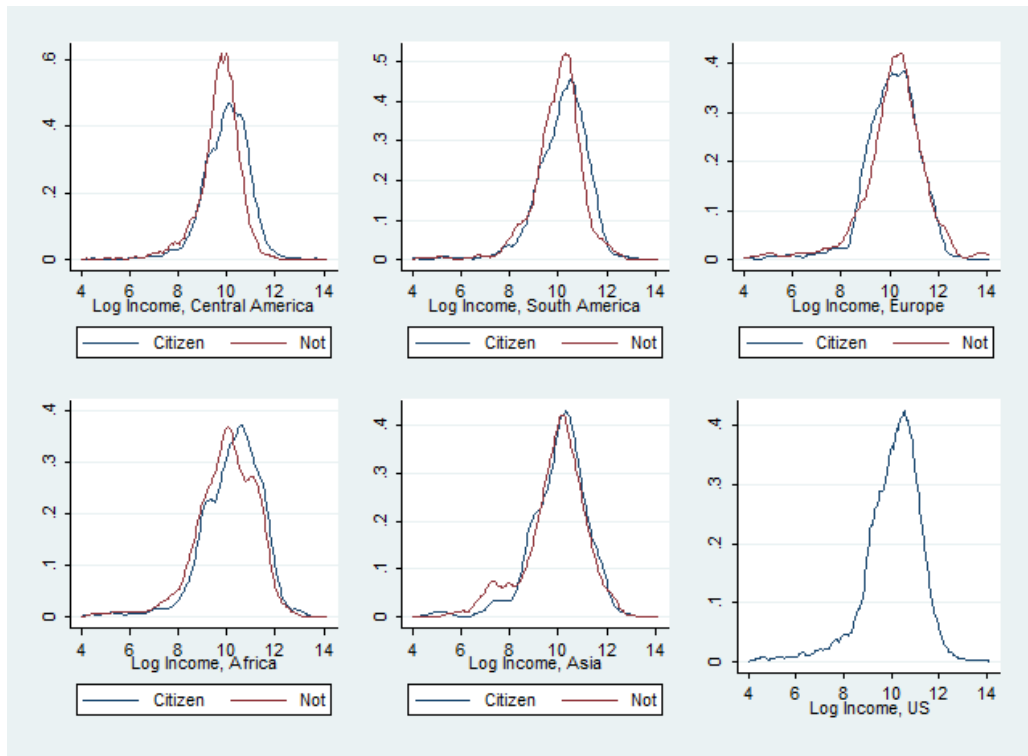 .6
.4
.2
0
4 6 8 10 12 14
Log Income, Central America
Citizen Not
.5
.4
.3
.2
.1
0
4 6 8 10 12 14
Log Income, South America
Citizen Not
.4
.3
.2
.1
0
4 6 8 10 12 14
Log Income, Europe
Citizen Not
.4
.3
.2
.1
0
4 6 8 10 12 14
Log Income, Africa
Citizen Not
.4
.3
.2
.1
0
4 6 8 10 12 14
Log Income, Asia
Citizen Not
.4
.3
.2
.1
0
4 6 8 10 12 14
Log Income, US